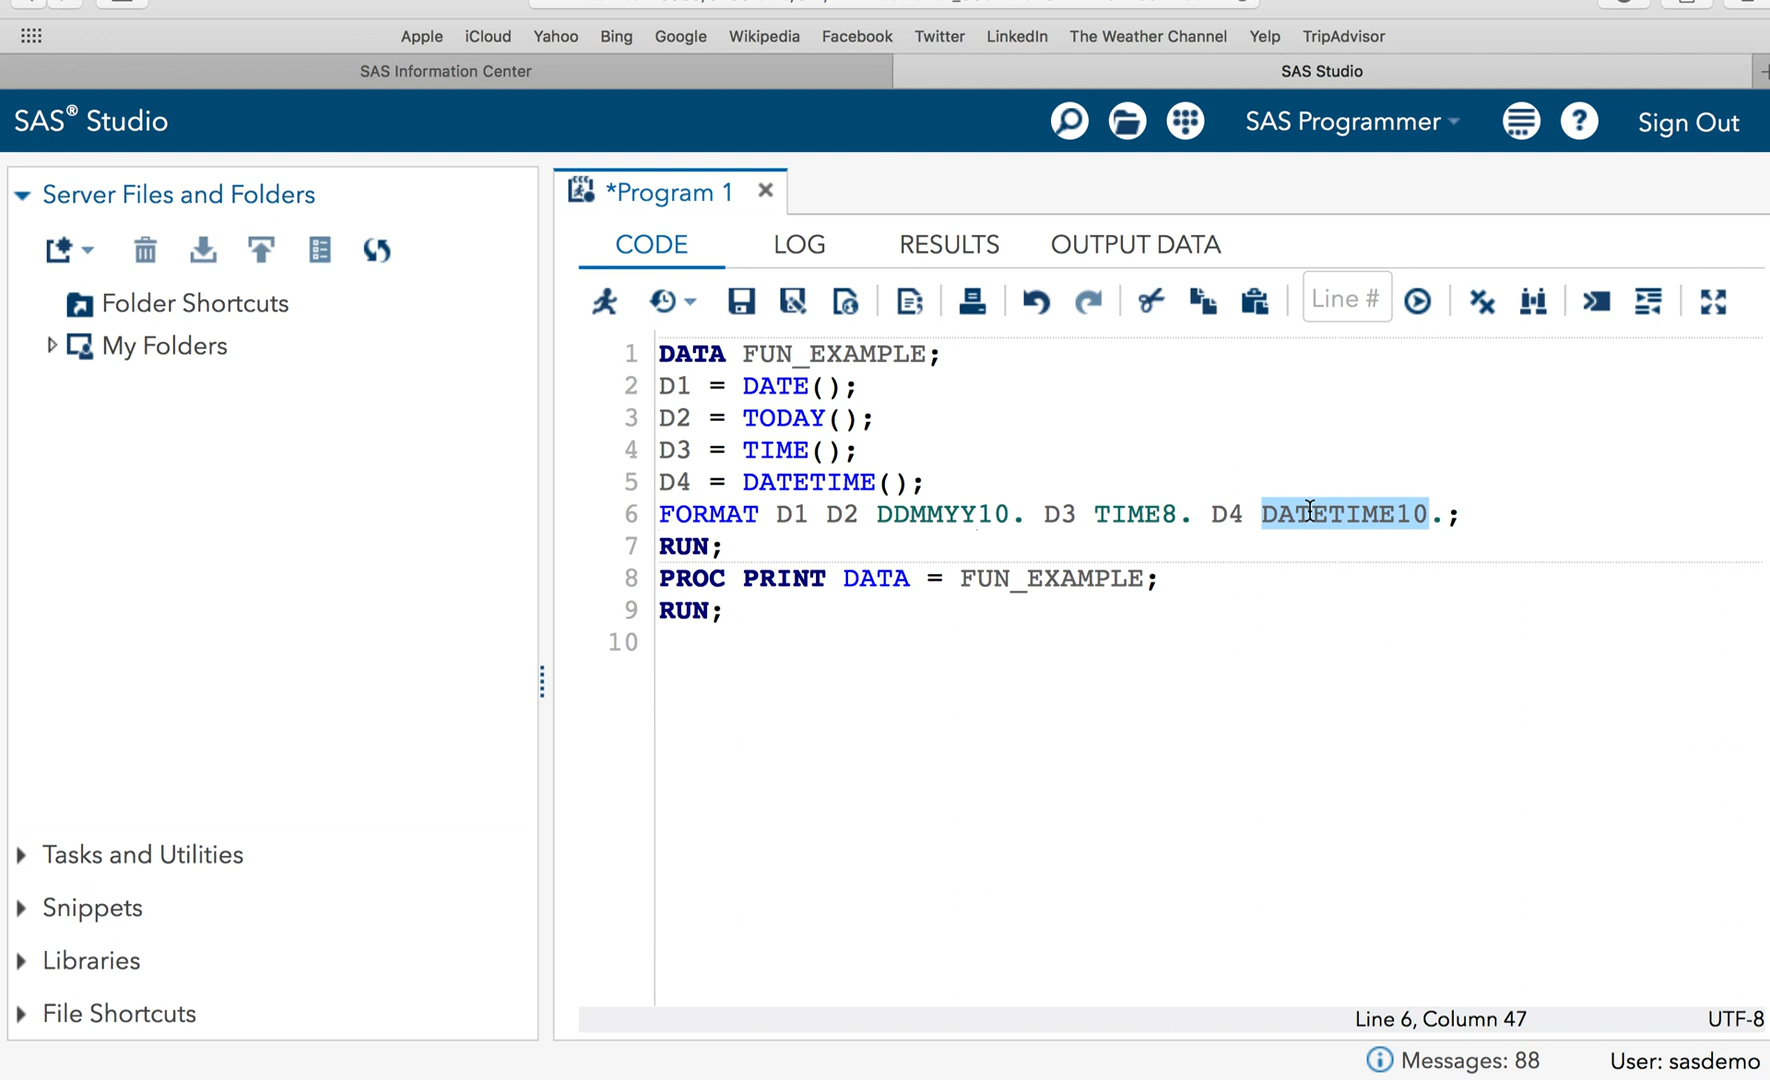 Apple iCloud Yahoo Bing Google Wikipedia Facebook Twitter LinkedIn The Weather Channel Yelp TripAdvisor
SAS Information Center SAS Studio
SAS® Studio SAS Programmer ? Sign Out
Server Files and Folders
Folder Shortcuts
My Folders
Tasks and Utilities
Snippets
Libraries
File Shortcuts
*Program 1
CODE LOG RESULTS OUTPUT DATA
Line #
1 DATA FUN_EXAMPLE;
2 D1 = DATE();
3 D2 = TODAY();
4 D3 = TIME();
5 D4 = DATETIME();
6 FORMAT D1 D2 DDMMYY10. D3 TIME8. D4 DATETIME10.;
7 RUN;
8 PROC PRINT DATA = FUN_EXAMPLE;
9 RUN;
10
Line 6, Column 47 UTF-8
Messages: 88 User: sasdemo